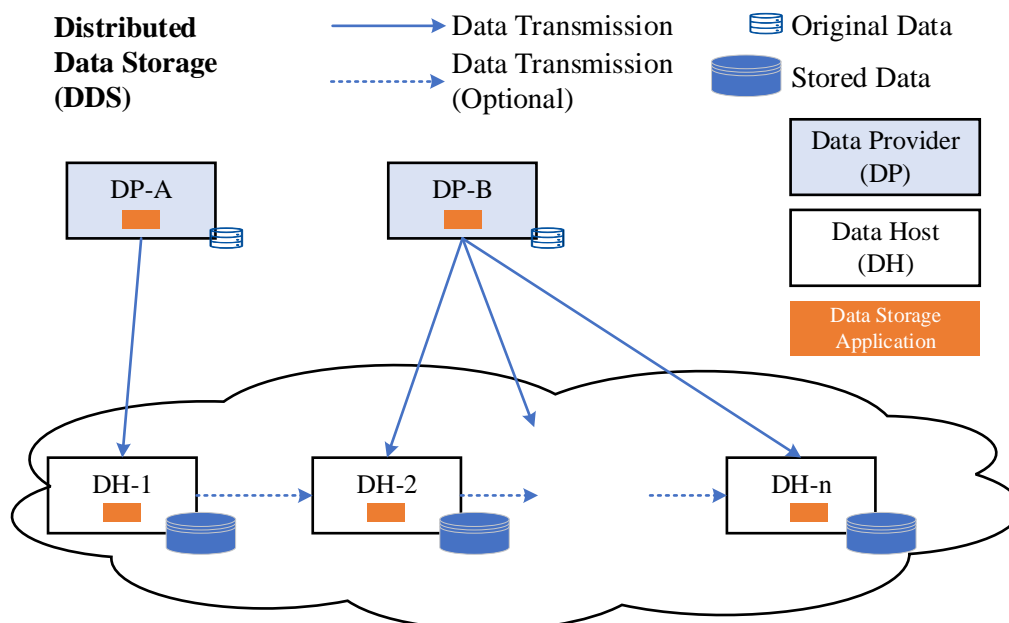 Distributed
Data Storage
(DDS)
Data Transmission
Data Transmission
(Optional)
Original Data
Stored Data
Data Provider
(DP)
Data Host
(DH)
Data Storage
Application
DP-A
DP-B
DH-1
DH-2
DH-n